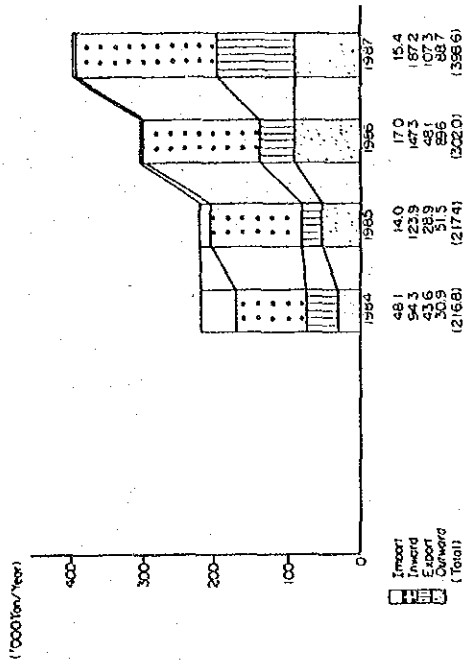 ('000Ton/Year)
400
300
200
100
0
1984 1985 1986 1987
Import 48.1 14.0 17.0 15.4
Inward 94.3 123.9 147.3 187.2
Export 43.6 28.9 48.1 107.3
Outward 30.9 51.5 89.6 88.7
(Total) (216.8) (217.4) (302.0) (398.6)